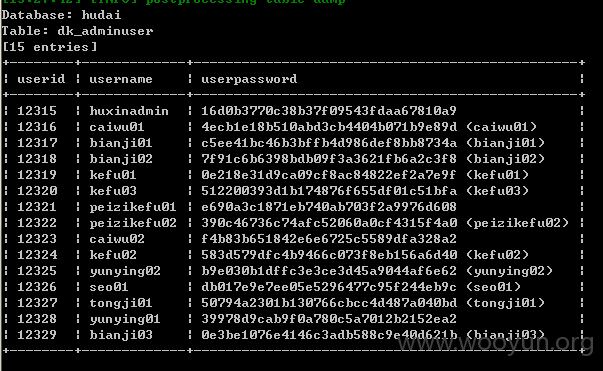 [INFO] postprocessing table dump
Database: hudai
Table: dk_adminuser
[15 entries]
| userid | username | userpassword |
| 12315 | huxinadmin | 16d0b3770c38b37f09543fdaa67810a9 |
| 12316 | caiwu01 | 4ecb1e18b510abd3cb4404b071b9e89d (caiwu01) |
| 12317 | bianji01 | c5ee41bc46b3bffb4d986def8bb8734a (bianji01) |
| 12318 | bianji02 | 7f91c6b6398bdb09f3a3621fb6a2c3f8 (bianji02) |
| 12319 | kefu01 | 0e218e31d9ca09cf8ac84822ef2a7e9f (kefu01) |
| 12320 | kefu03 | 512200393d1b174876f655df01c51bfa (kefu03) |
| 12321 | peizikefu01 | e690a3c1871eb740ab703f2a9976d608 |
| 12322 | peizikefu02 | 390c46736c74afc52060a0cf4315f4a0 (peizikefu02) |
| 12323 | caiwu02 | f4b83b651842e6e6725c5589dfa328a2 |
| 12324 | kefu02 | 583d579dfc4b9466c073f8eb156a6d40 (kefu02) |
| 12325 | yunying02 | b9e030b1dffc3e3ce3d45a9044af6e62 (yunying02) |
| 12326 | seo01 | db017e9e7ee05e5296477c95f244eb9c (seo01) |
| 12327 | tongji01 | 50794a2301b130766cbcc4d487a040bd (tongji01) |
| 12328 | yunying01 | 39978d9cab9f0a780c5a7012b2152ea2 |
| 12329 | bianji03 | 0e3be1076e4146c3adb588c9e40d621b (bianji03) |
www.wooyun.org